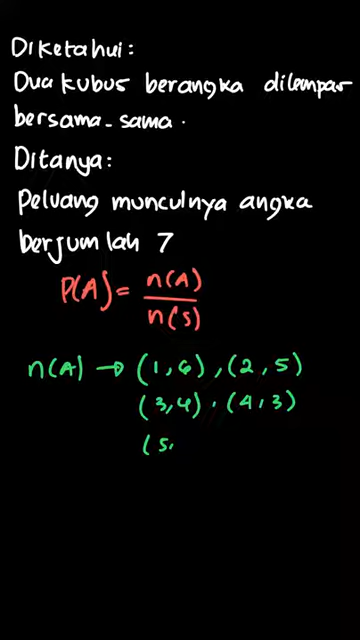 Diketahui:
Dua kubus berangka dilempar
bersama-sama.
Ditanya:
Peluang munculnya angka
berjumlah 7
P(A) = n(A)/n(S)
n(A) → (1,6), (2,5)
(3,4), (4,3)
(5,